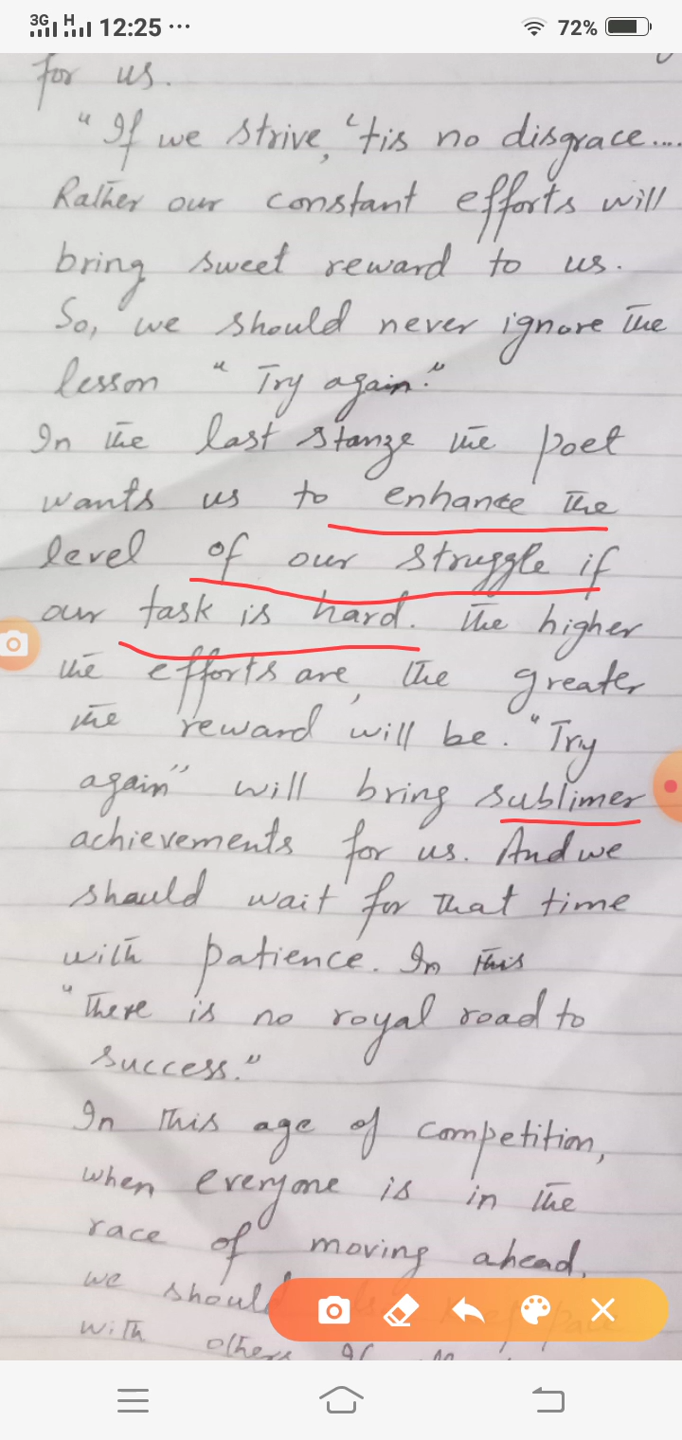 3G H 12:25 ... 72%
for us.
"If we strive, 'tis no disgrace....
Rather our constant efforts will
bring sweet reward to us.
So, we should never ignore the
lesson "Try again."
In the last stanze the poet
wants us to enhance the
level of our struggle if
our task is hard. The higher
the efforts are, the greater
the reward will be. "Try
again" will bring sublimer
achievements for us. And we
should wait for that time
with patience. In this
"There is no royal road to
success."
In this age of competition,
when everyone is in the
race of moving ahead,
we should
with others